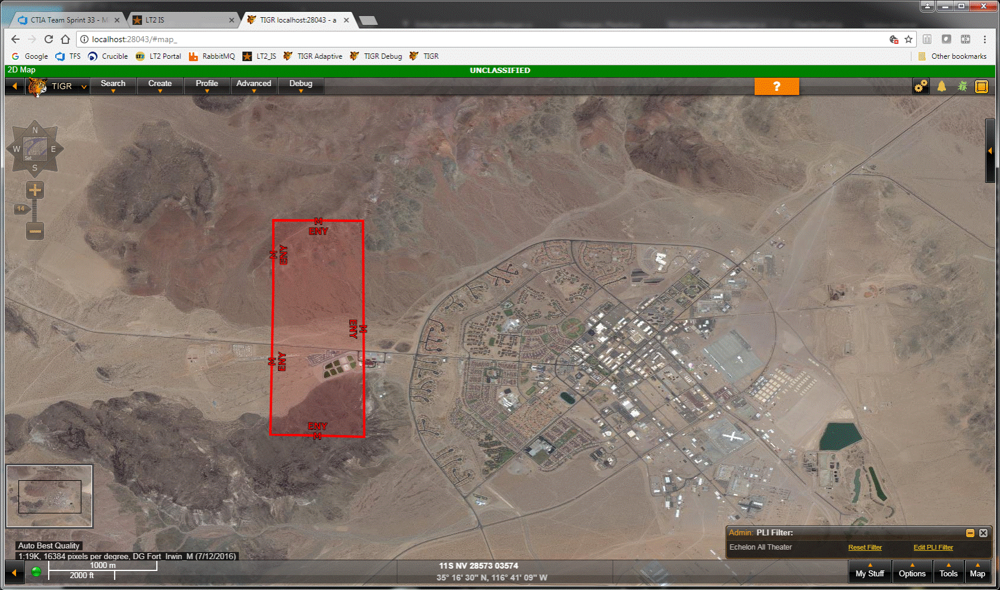 CTIA Team Sprint 33 - M
LT2 IS
TIGR localhost:28043 - a
localhost:28043/#map_
Google
TFS
Crucible
LT2 Portal
RabbitMQ
LT2_IS
TIGR Adaptive
TIGR Debug
TIGR
Other bookmarks
2D Map
UNCLASSIFIED
TIGR
Search
Create
Profile
Advanced
Debug
?
N
W
E
Sat
S
14
M
ENY
M
ENY
M
ENY
M
ENY
ENY
M
Auto Best Quality
1:19K, 16384 pixels per degree, DG Fort_Irwin_M (7/12/2016)
1000 m
2000 ft
11S NV 28573 03574
35° 16' 30" N, 116° 41' 09" W
Admin: PLI Filter:
Echelon All Theater
Reset Filter
Edit PLI Filter
My Stuff
Options
Tools
Map